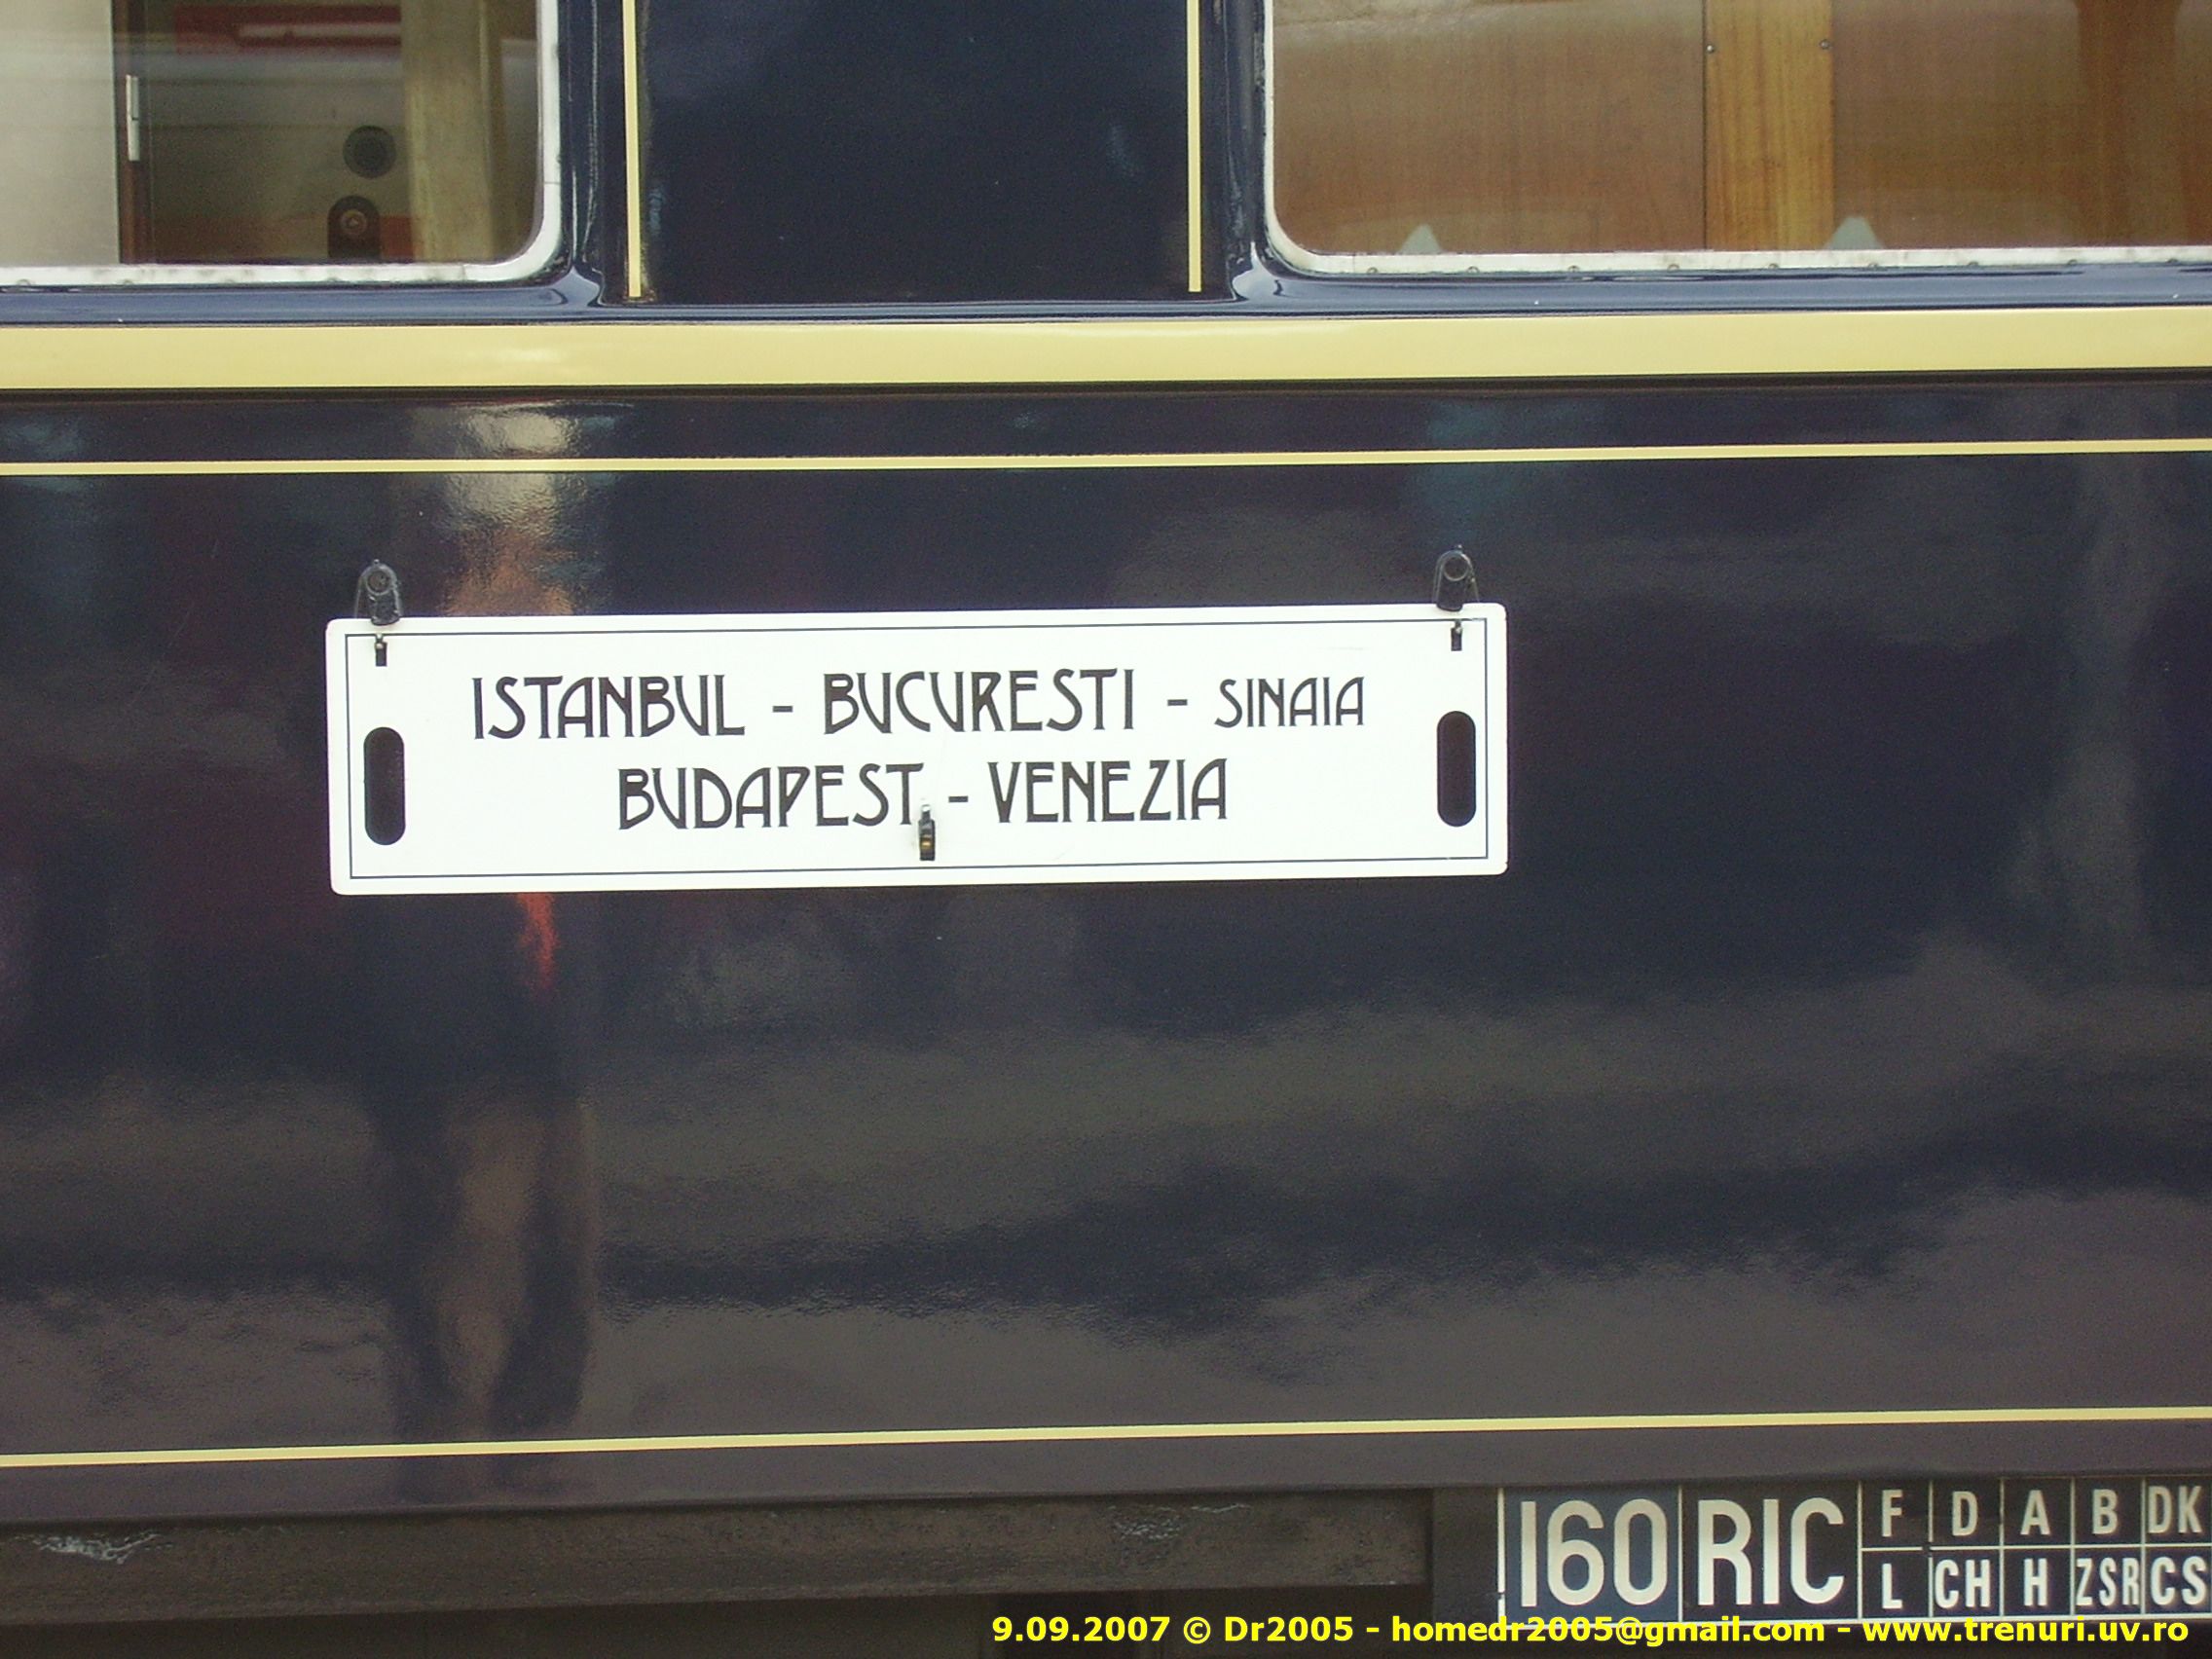 ISTANBUL - BUCURESTI - SINAIA
BUDAPEST - VENEZIA
160 RIC F D A B DK
L CH H ZSR CS
9.09.2007 © Dr2005 - homedr2005@gmail.com - www.trenuri.uv.ro